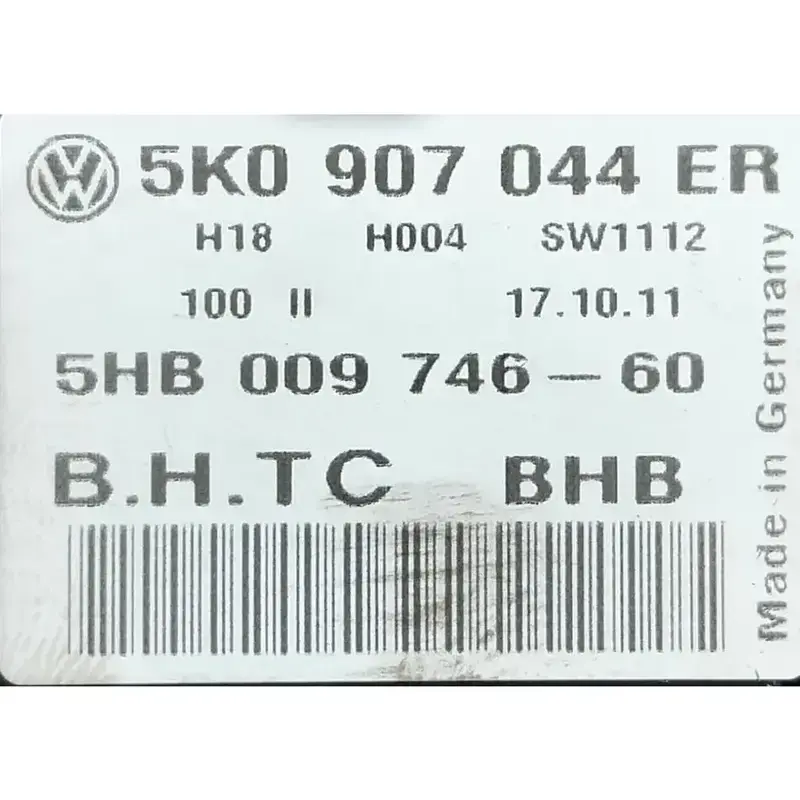 5K0 907 044 ER
H18 H004 SW1112
100 II 17.10.11
5HB 009 746-60
B.H.TC BHB
Made in Germany